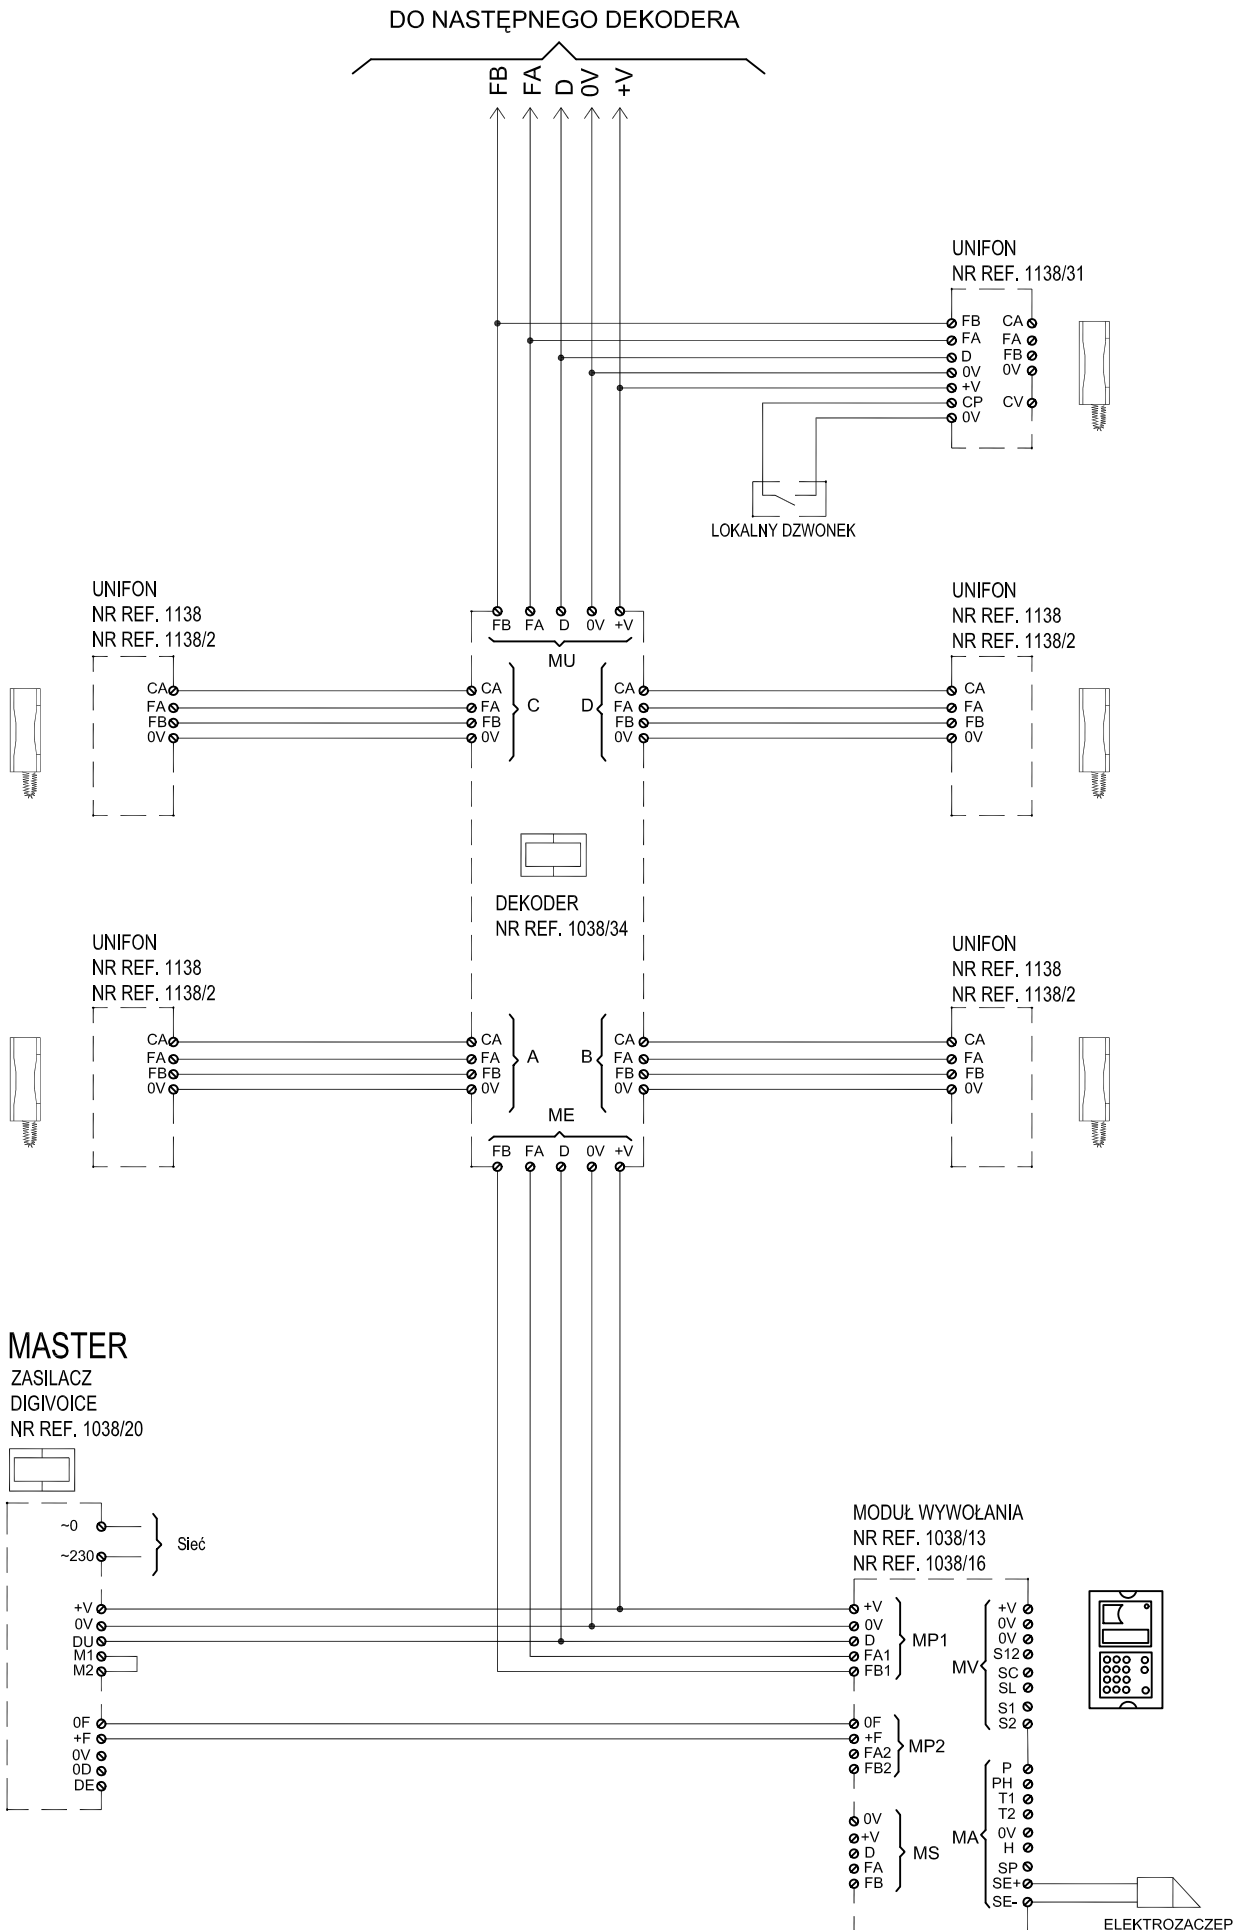 DO NASTĘPNEGO DEKODERA
FB FA D 0V +V
UNIFON
NR REF. 1138/31
FB CA
FA FA
D FB
0V 0V
+V
CP CV
0V
LOKALNY DZWONEK
UNIFON
NR REF. 1138
NR REF. 1138/2
UNIFON
NR REF. 1138
NR REF. 1138/2
FB FA D 0V +V
MU
CA CA CA CA
FA FA FA FA
FB FB FB FB
0V 0V 0V 0V
C D
DEKODER
NR REF. 1038/34
UNIFON
NR REF. 1138
NR REF. 1138/2
UNIFON
NR REF. 1138
NR REF. 1138/2
CA CA CA CA
FA FA FA FA
FB FB FB FB
0V 0V 0V 0V
A B
ME
FB FA D 0V +V
MASTER
ZASILACZ
DIGIVOICE
NR REF. 1038/20
~0
~230
Sieć
+V
0V
DU
M1
M2
0F
+F
0V
0D
DE
MODUŁ WYWOŁANIA
NR REF. 1038/13
NR REF. 1038/16
+V
0V
D
FA1
FB1
MP1
0F
+F
FA2
FB2
MP2
0V
+V
D
FA
FB
MS
MV
+V
0V
0V
S12
SC
SL
S1
S2
MA
P
PH
T1
T2
0V
H
SP
SE+
SE-
ELEKTROZACZEP